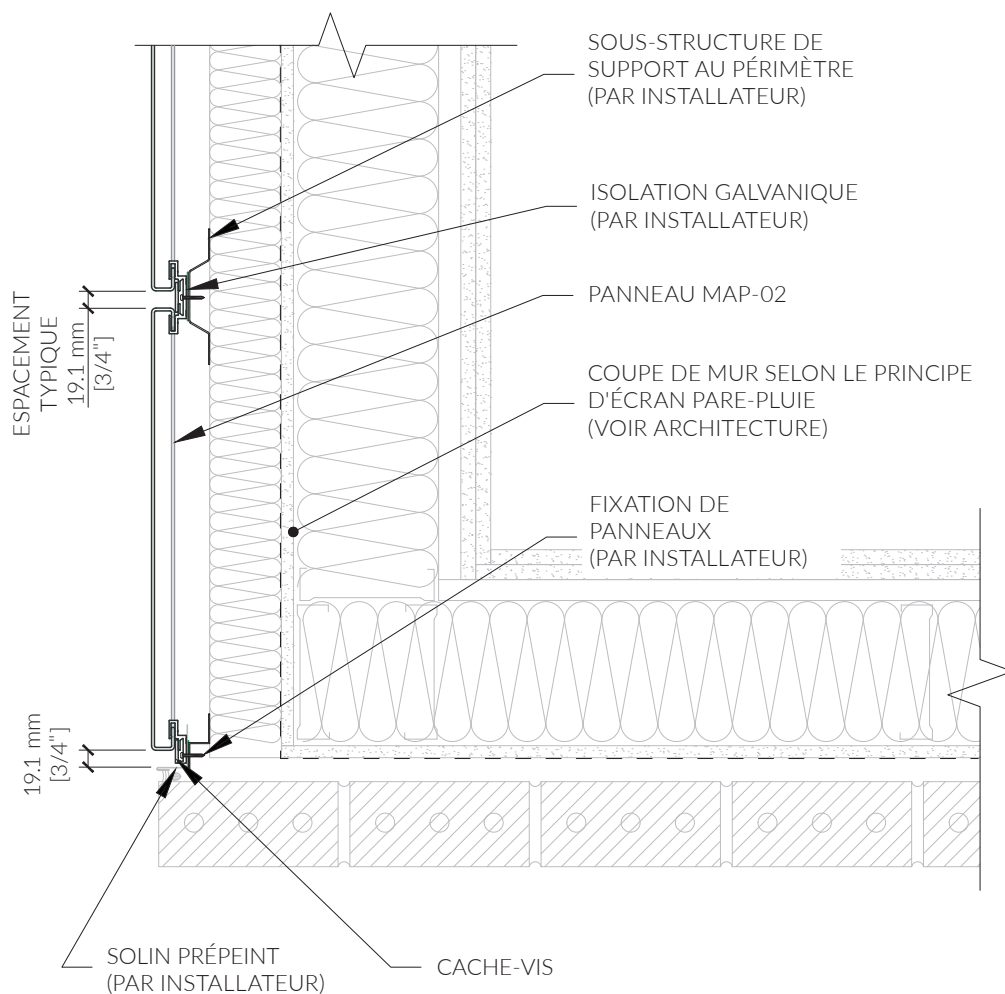 SOUS-STRUCTURE DE
SUPPORT AU PÉRIMÈTRE
(PAR INSTALLATEUR)
ISOLATION GALVANIQUE
(PAR INSTALLATEUR)
PANNEAU MAP-02
ESPACEMENT
TYPIQUE
19.1 mm
[3/4"]
COUPE DE MUR SELON LE PRINCIPE
D'ÉCRAN PARE-PLUIE
(VOIR ARCHITECTURE)
FIXATION DE
PANNEAUX
(PAR INSTALLATEUR)
19.1 mm
[3/4"]
SOLIN PRÉPEINT
(PAR INSTALLATEUR)
CACHE-VIS